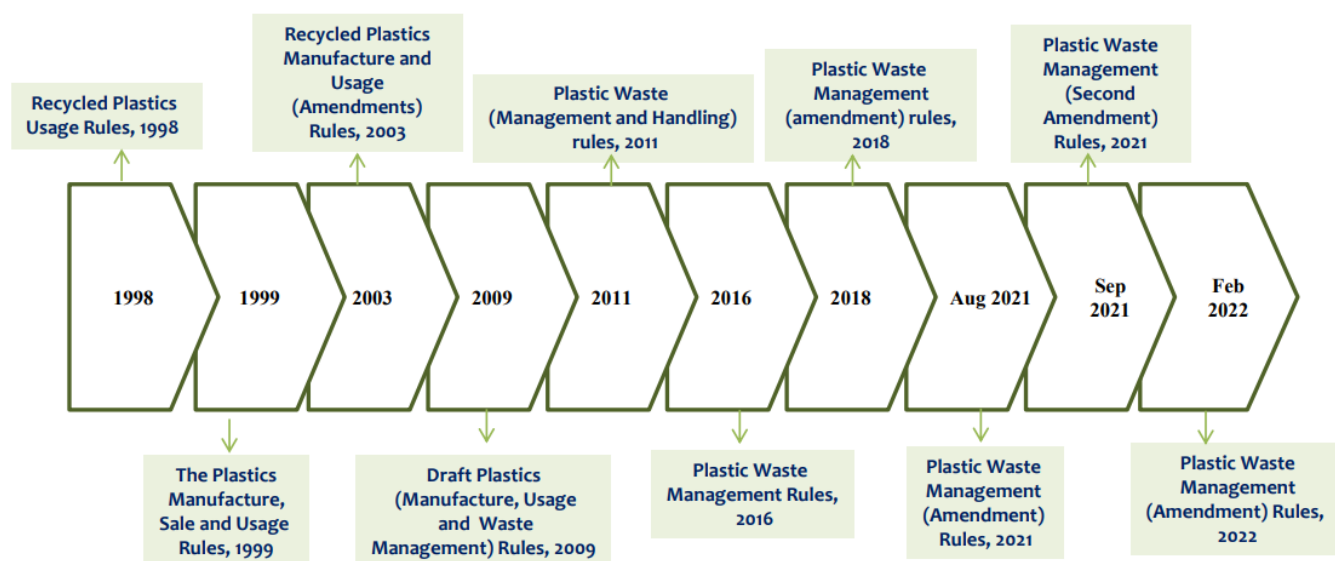 Recycled Plastics
Usage Rules, 1998
Recycled Plastics
Manufacture and
Usage
(Amendments)
Rules, 2003
Plastic Waste
(Management and Handling)
rules, 2011
Plastic Waste
Management
(amendment) rules,
2018
Plastic Waste
Management
(Second
Amendment)
Rules, 2021
1998
1999
2003
2009
2011
2016
2018
Aug 2021
Sep
2021
Feb
2022
The Plastics
Manufacture,
Sale and Usage
Rules, 1999
Draft Plastics
(Manufacture, Usage
and Waste
Management) Rules, 2009
Plastic Waste
Management Rules,
2016
Plastic Waste
Management
(Amendment)
Rules, 2021
Plastic Waste
Management
(Amendment) Rules,
2022